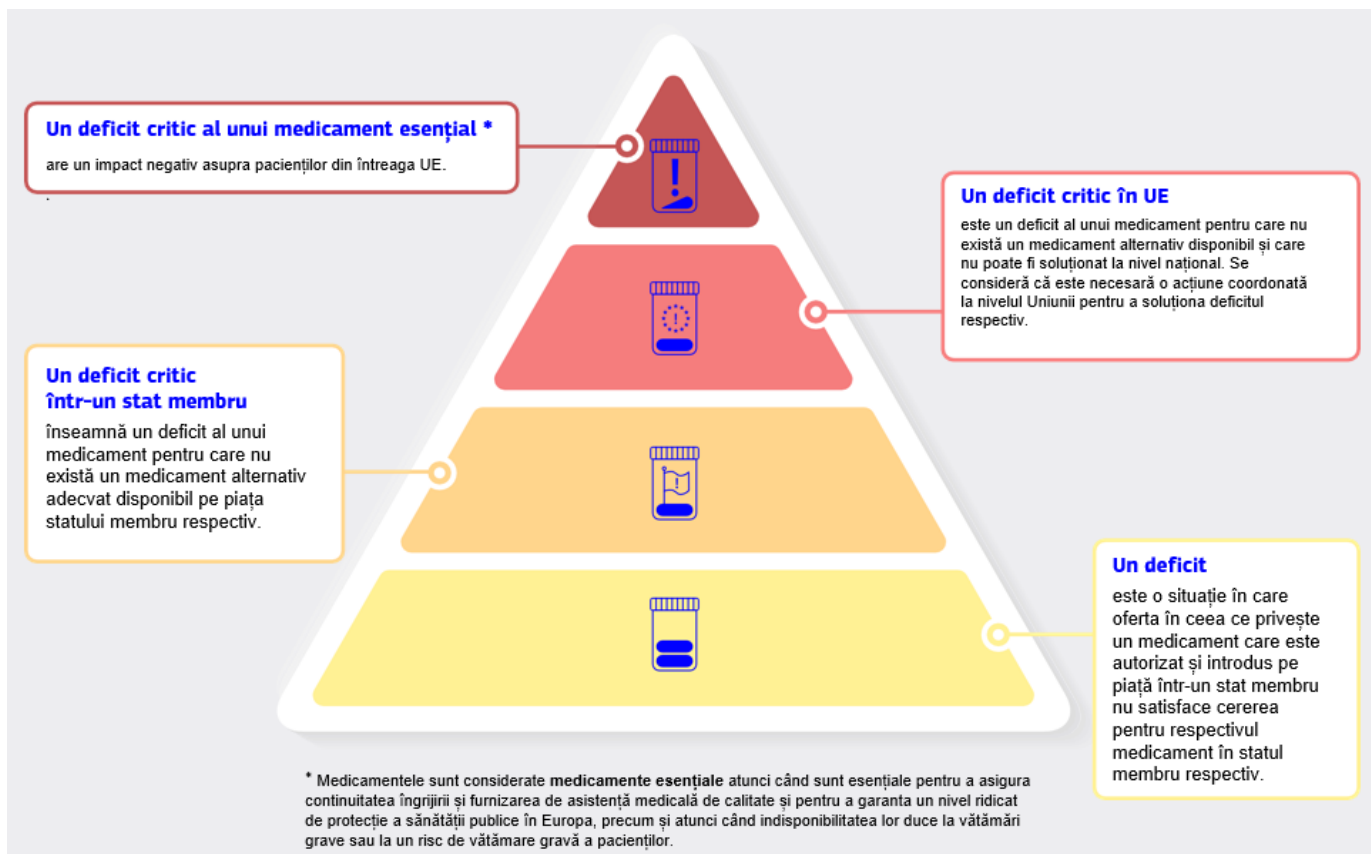 Un deficit critic al unui medicament esențial *
are un impact negativ asupra pacienților din întreaga UE.
.
Un deficit critic în UE
este un deficit al unui medicament pentru care nu
există un medicament alternativ disponibil și care
nu poate fi soluționat la nivel național. Se
consideră că este necesară o acțiune coordonată
la nivelul Uniunii pentru a soluționa deficitul
respectiv.
Un deficit critic
într-un stat membru
înseamnă un deficit al unui
medicament pentru care nu
există un medicament alternativ
adecvat disponibil pe piața
statului membru respectiv.
Un deficit
este o situație în care
oferta în ceea ce privește
un medicament care este
autorizat și introdus pe
piață într-un stat membru
nu satisface cererea
pentru respectivul
medicament în statul
membru respectiv.
* Medicamentele sunt considerate medicamente esențiale atunci când sunt esențiale pentru a asigura
continuitatea îngrijirii și furnizarea de asistență medicală de calitate și pentru a garanta un nivel ridicat
de protecție a sănătății publice în Europa, precum și atunci când indisponibilitatea lor duce la vătămări
grave sau la un risc de vătămare gravă a pacienților.